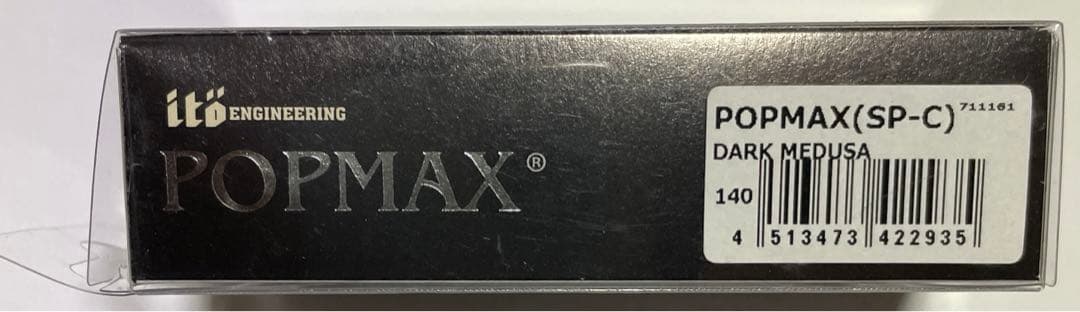 itö ENGINEERING
POPMAX®
POPMAX(SP-C) 711161
DARK MEDUSA
140
4 513473 422935